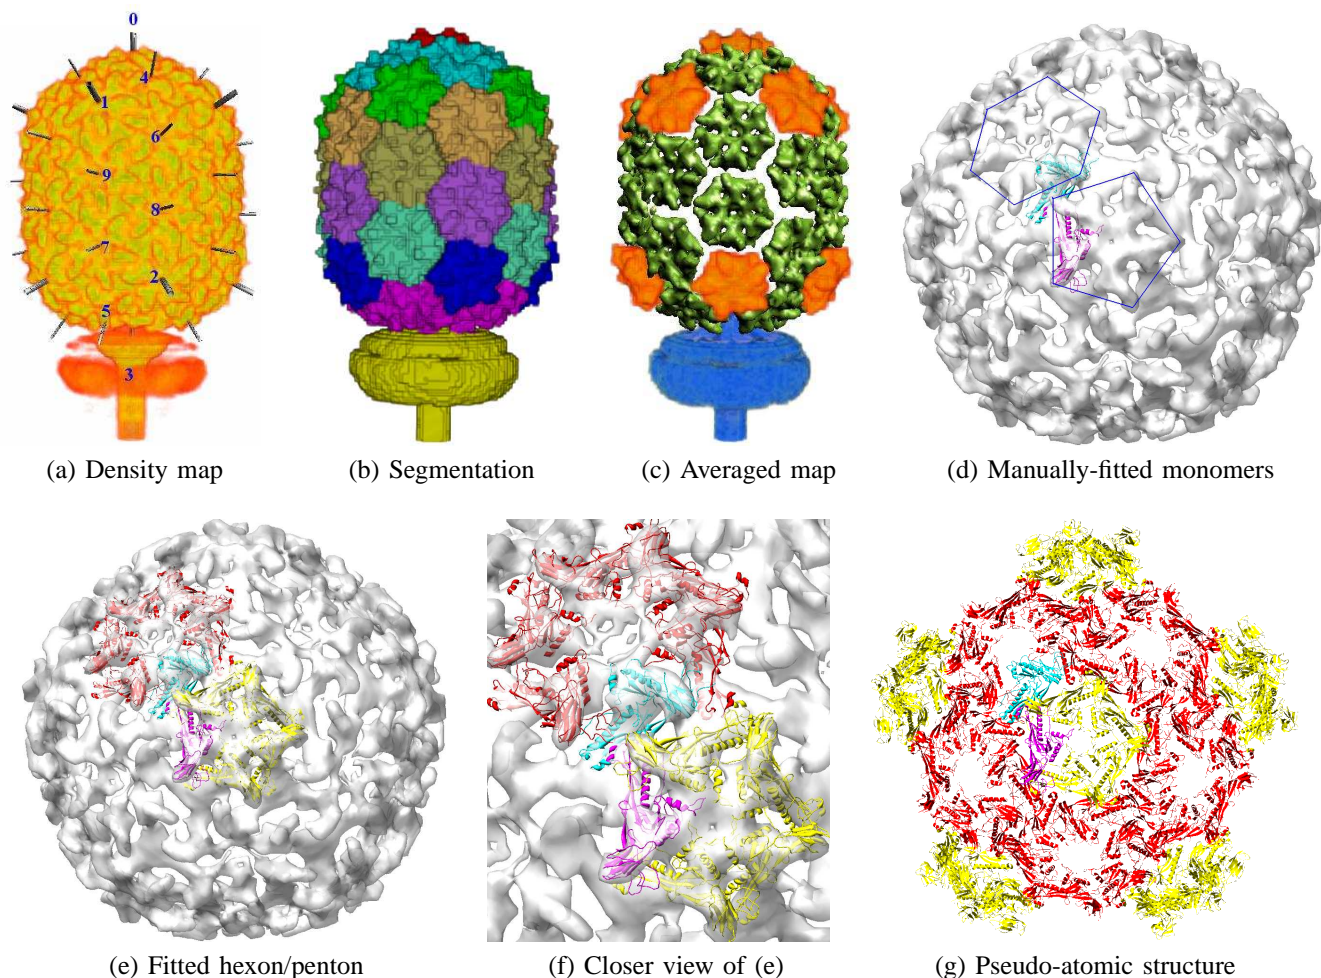 0
4
1
6
9
8
7
2
5
3
(a) Density map
(b) Segmentation
(c) Averaged map
(d) Manually-fitted monomers
(e) Fitted hexon/penton
(f) Closer view of (e)
(g) Pseudo-atomic structure